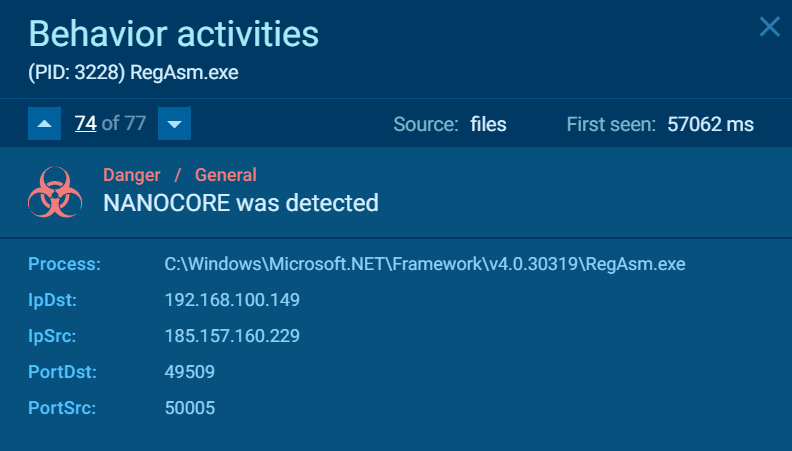 Behavior activities
(PID: 3228) RegAsm.exe
74 of 77 Source: files First seen: 57062 ms
Danger / General
NANOCORE was detected
Process: C:\Windows\Microsoft.NET\Framework\v4.0.30319\RegAsm.exe
IpDst: 192.168.100.149
IpSrc: 185.157.160.229
PortDst: 49509
PortSrc: 50005